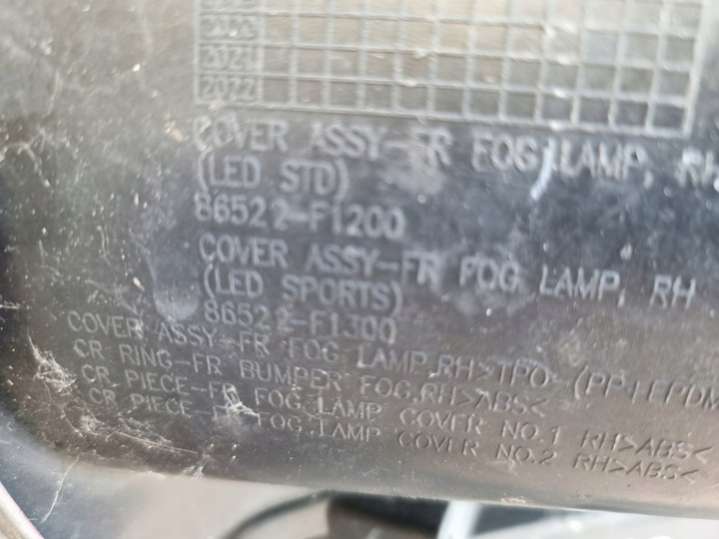 2021
2022
COVER ASSY-FR FOG LAMP, RH
(LED STD)
86522-F1200
COVER ASSY-FR FOG LAMP, RH
(LED SPORTS)
86522-F1300
COVER ASSY-FR FOG LAMP,RH>TPO (PP+EPDM
CR RING-FR BUMPER FOG,RH>ABS<
CR PIECE-FR FOG LAMP COVER NO.1 RH>ABS<
CR PIECE-FR FOG LAMP COVER NO.2 RH>ABS<